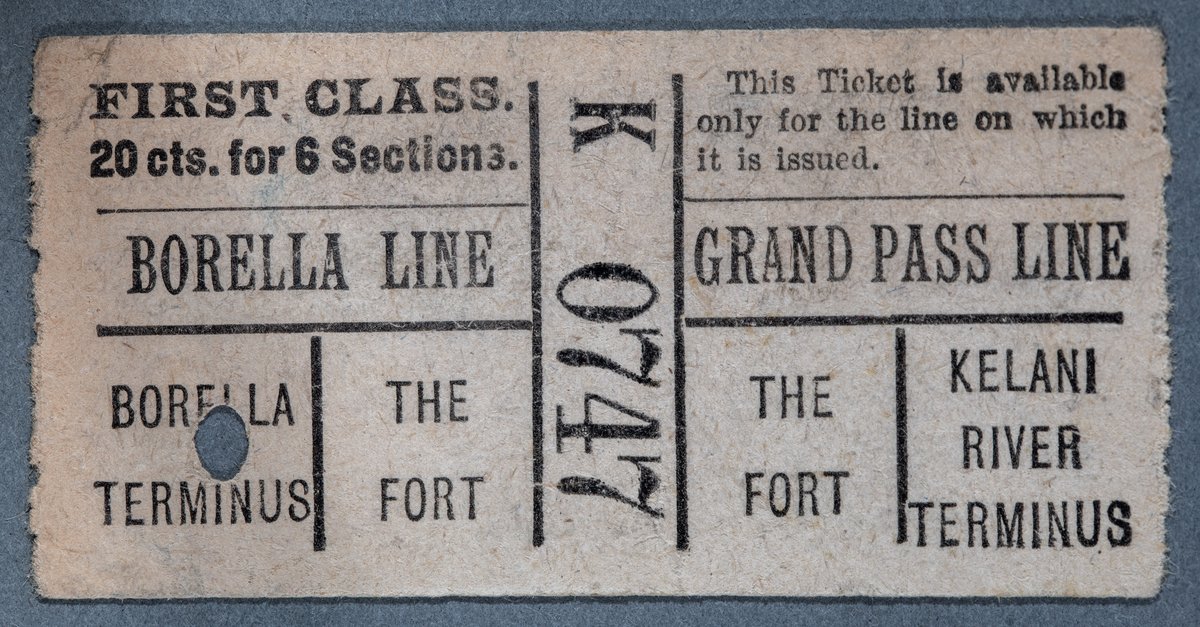 FIRST CLASS.
20 cts. for 6 Sections.
BORELLA LINE
BORELLA
TERMINUS
THE
FORT
K 0747
This Ticket is available
only for the line on which
it is issued.
GRAND PASS LINE
THE
FORT
KELANI
RIVER
TERMINUS